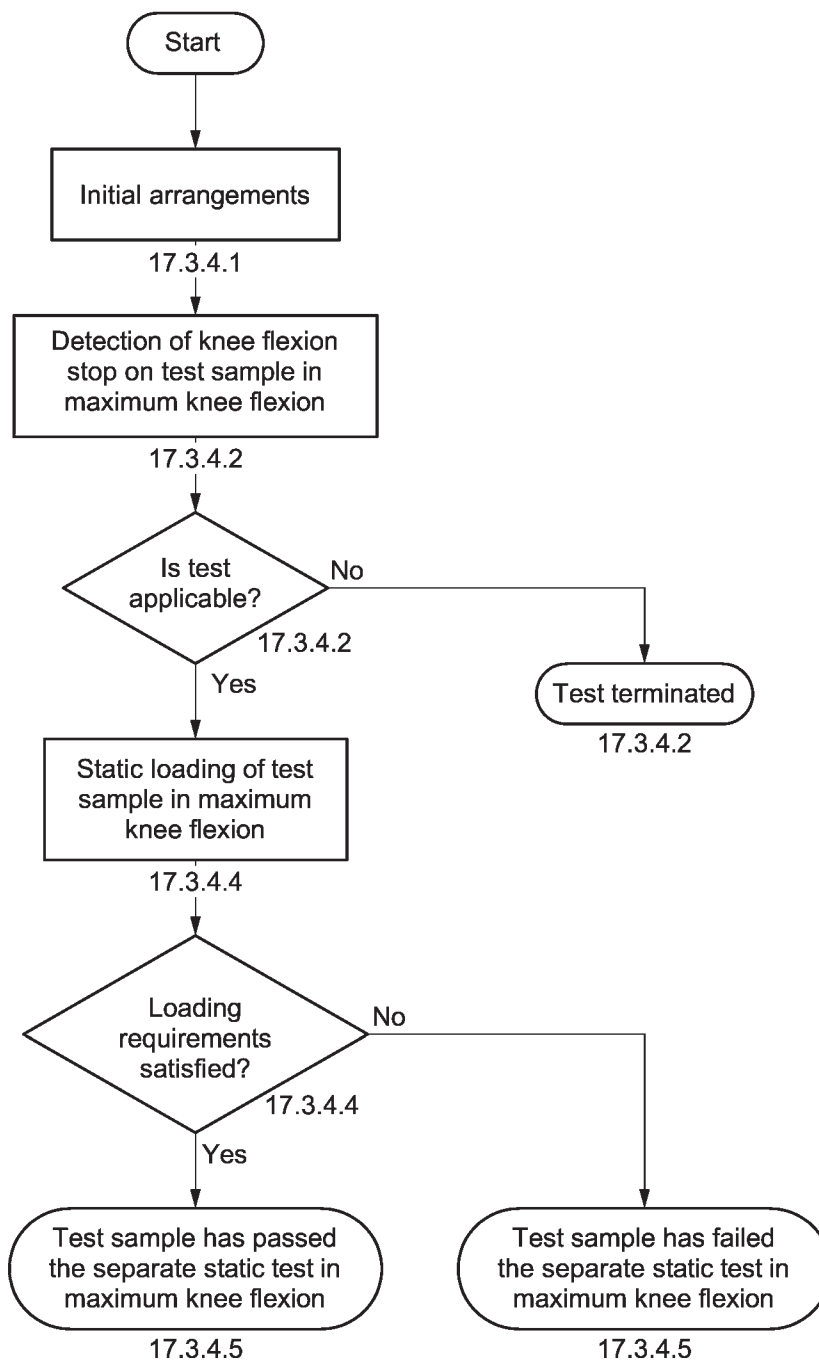 Start
Initial arrangements
17.3.4.1
Detection of knee flexion
stop on test sample in
maximum knee flexion
17.3.4.2
Is test
applicable?
No
17.3.4.2
Yes
Test terminated
17.3.4.2
Static loading of test
sample in maximum
knee flexion
17.3.4.4
Loading
requirements
satisfied?
No
17.3.4.4
Yes
Test sample has passed
the separate static test in
maximum knee flexion
17.3.4.5
Test sample has failed
the separate static test in
maximum knee flexion
17.3.4.5